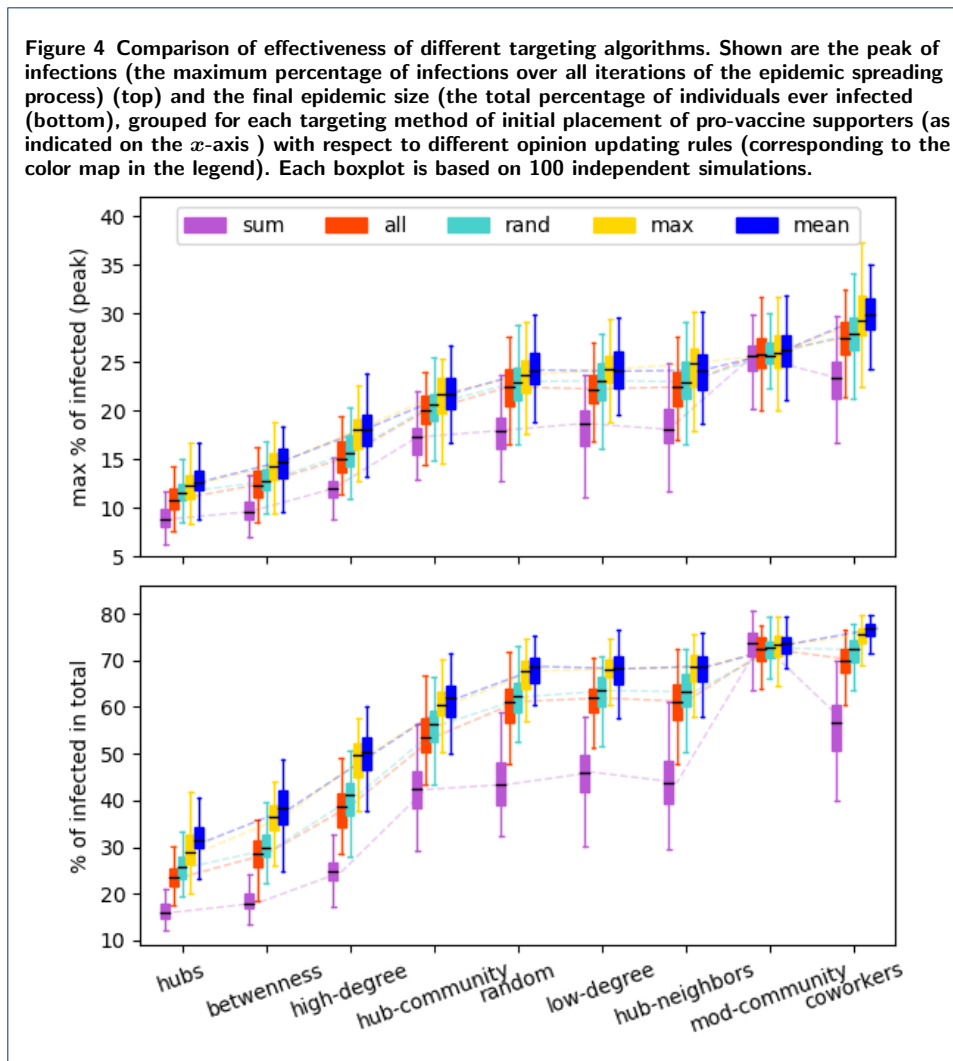 Figure 4 Comparison of effectiveness of different targeting algorithms. Shown are the peak of
infections (the maximum percentage of infections over all iterations of the epidemic spreading
process) (top) and the final epidemic size (the total percentage of individuals ever infected
(bottom), grouped for each targeting method of initial placement of pro-vaccine supporters (as
indicated on the x-axis ) with respect to different opinion updating rules (corresponding to the
color map in the legend). Each boxplot is based on 100 independent simulations.
sum all rand max mean
max % of infected (peak)
40
35
30
25
20
15
10
5
% of infected in total
80
70
60
50
40
30
20
10
hubs
betwenness
high-degree
hub-community
random
low-degree
hub-neighbors
mod-community
coworkers